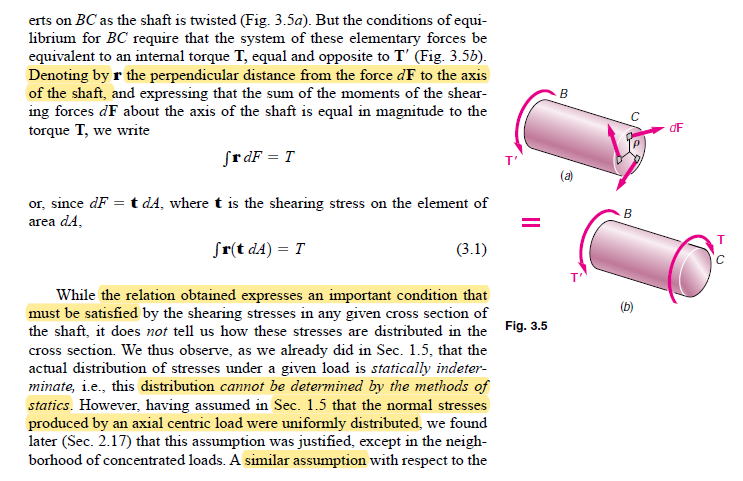 erts on BC as the shaft is twisted (Fig. 3.5a). But the conditions of equi-
librium for BC require that the system of these elementary forces be
equivalent to an internal torque T, equal and opposite to T′ (Fig. 3.5b).
Denoting by r the perpendicular distance from the force dF to the axis
of the shaft, and expressing that the sum of the moments of the shear-
ing forces dF about the axis of the shaft is equal in magnitude to the
torque T, we write
∫r dF = T
or, since dF = t dA, where t is the shearing stress on the element of
area dA,
∫r(t dA) = T (3.1)
While the relation obtained expresses an important condition that
must be satisfied by the shearing stresses in any given cross section of
the shaft, it does not tell us how these stresses are distributed in the
cross section. We thus observe, as we already did in Sec. 1.5, that the
actual distribution of stresses under a given load is statically indeter-
minate, i.e., this distribution cannot be determined by the methods of
statics. However, having assumed in Sec. 1.5 that the normal stresses
produced by an axial centric load were uniformly distributed, we found
later (Sec. 2.17) that this assumption was justified, except in the neigh-
borhood of concentrated loads. A similar assumption with respect to the
B
C
dF
ρ
T′
(a)
=
B
T
C
T′
(b)
Fig. 3.5